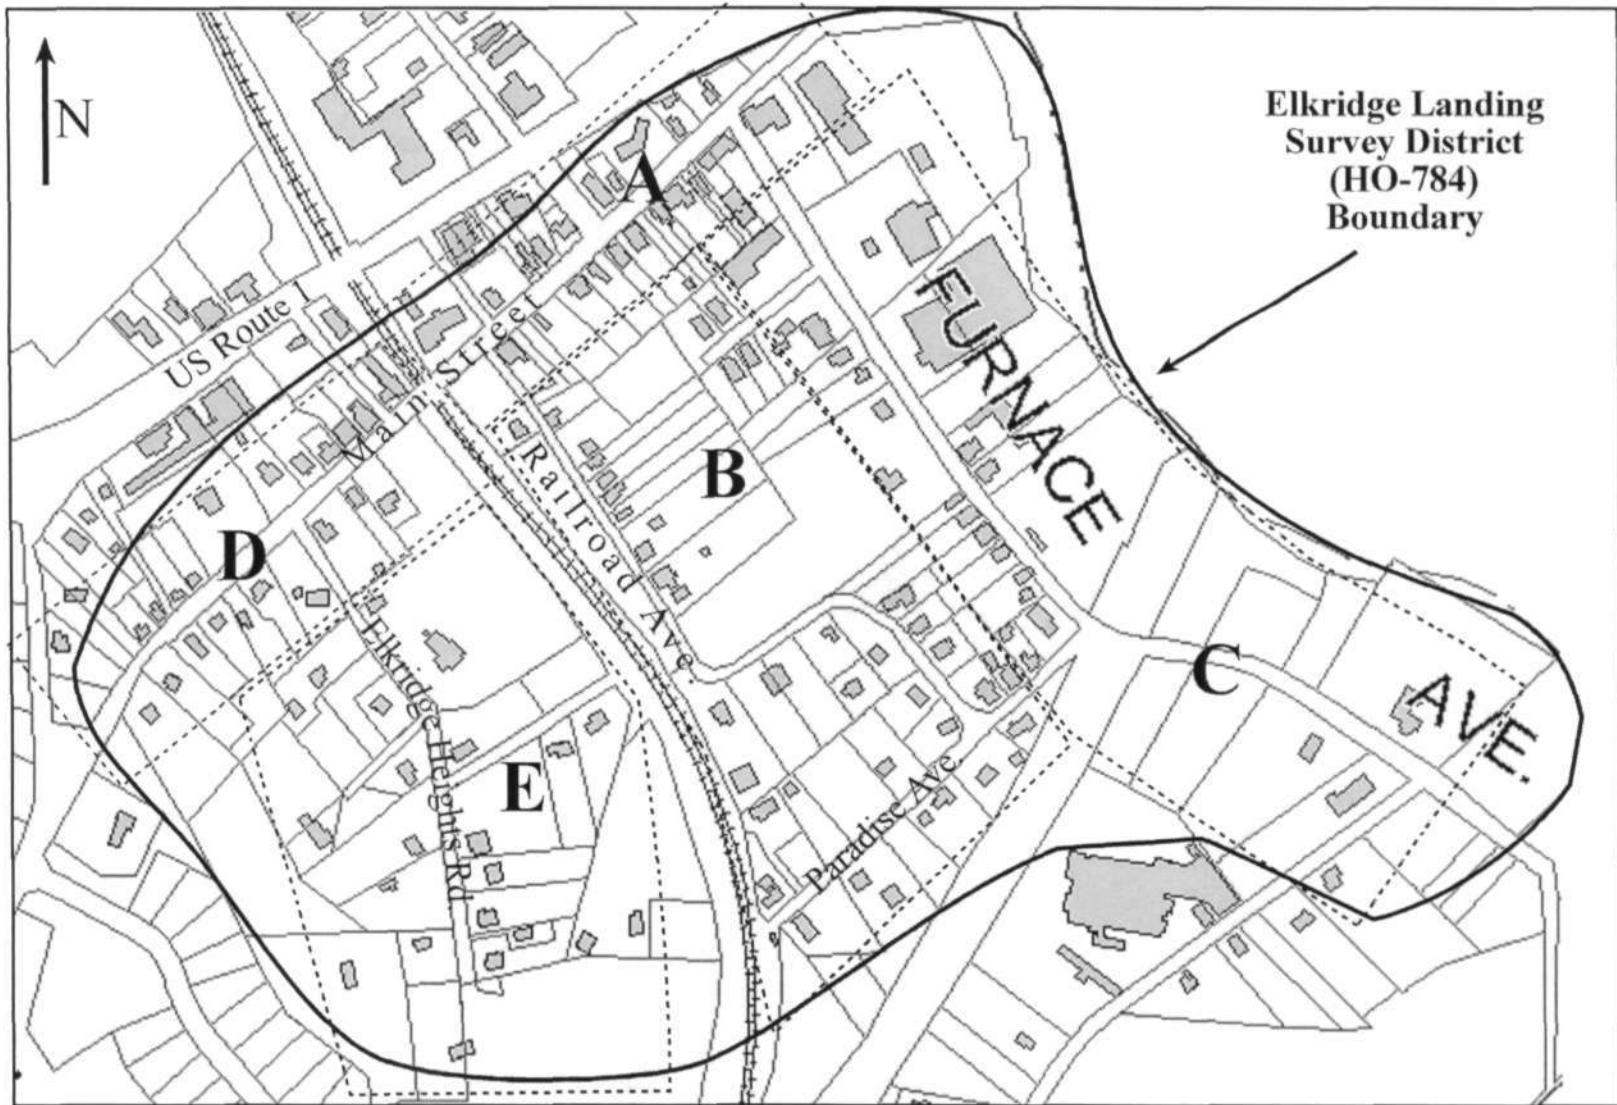 N
Elkridge Landing
Survey District
(HO-784)
Boundary
A
FURNACE
US Route 1
Main Street
B
Railroad Ave.
D
C
Elkridge Heights Rd
AVE.
E
Paradise Ave.